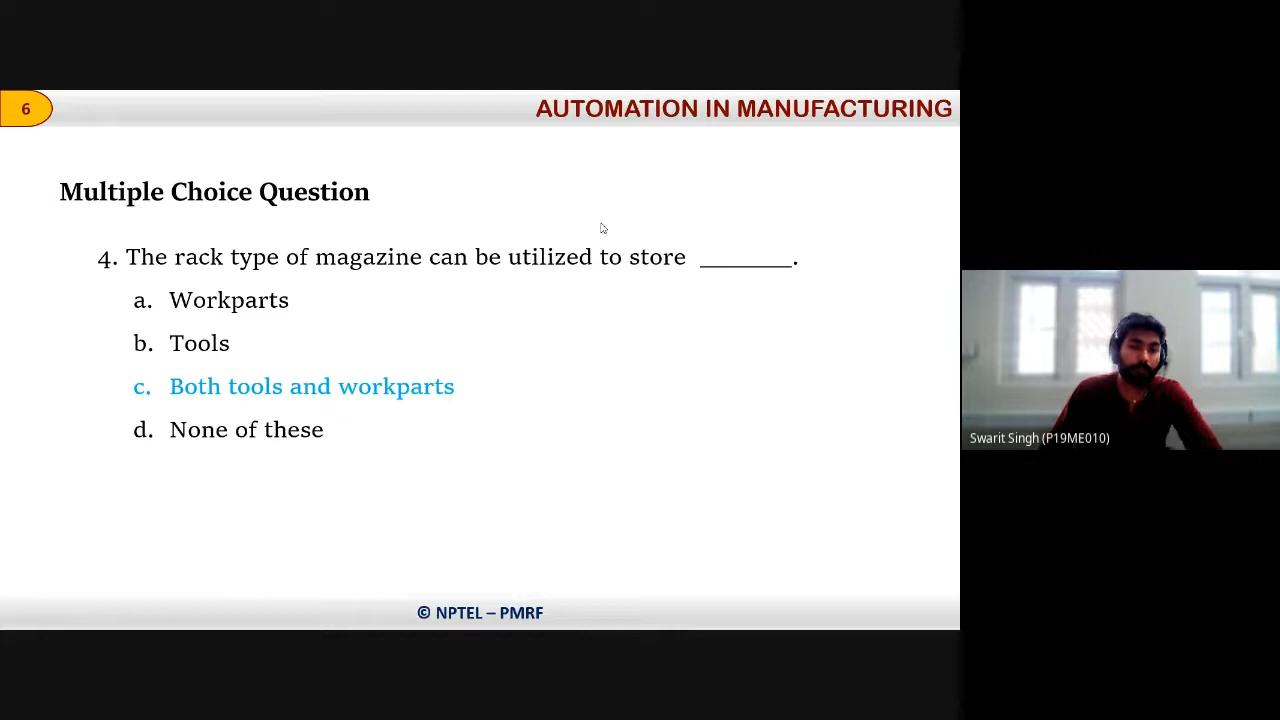 6
AUTOMATION IN MANUFACTURING
Multiple Choice Question
4. The rack type of magazine can be utilized to store ________.
a. Workparts
b. Tools
c. Both tools and workparts
d. None of these
Swarit Singh (P19ME010)
© NPTEL – PMRF